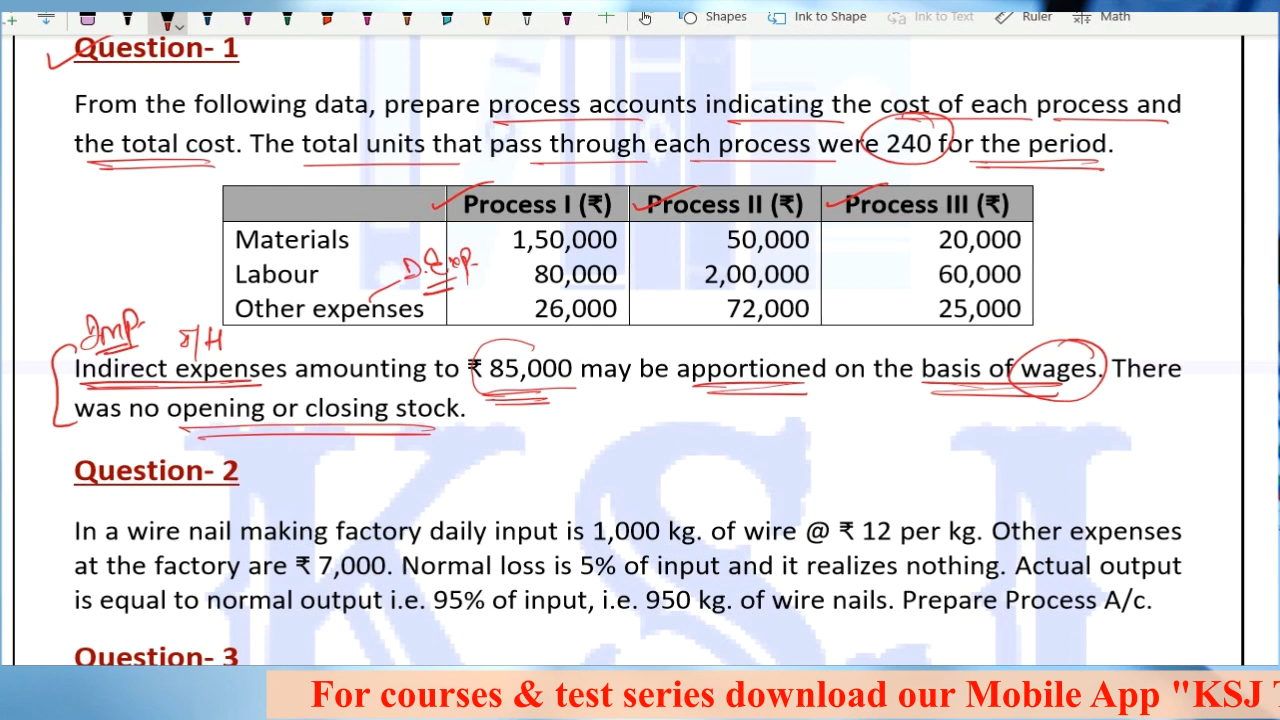 Shapes Ink to Shape Ink to Text Ruler Math
Question- 1
From the following data, prepare process accounts indicating the cost of each process and
the total cost. The total units that pass through each process were 240 for the period.
Process I (₹) Process II (₹) Process III (₹)
Materials 1,50,000 50,000 20,000
D.Exp.
Labour 80,000 2,00,000 60,000
Other expenses 26,000 72,000 25,000
Imp.
Indirect expenses amounting to ₹ 85,000 may be apportioned on the basis of wages. There
was no opening or closing stock.
Question- 2
In a wire nail making factory daily input is 1,000 kg. of wire @ ₹ 12 per kg. Other expenses
at the factory are ₹ 7,000. Normal loss is 5% of input and it realizes nothing. Actual output
is equal to normal output i.e. 95% of input, i.e. 950 kg. of wire nails. Prepare Process A/c.
Question- 3
KSJ
For courses & test series download our Mobile App "KSJ